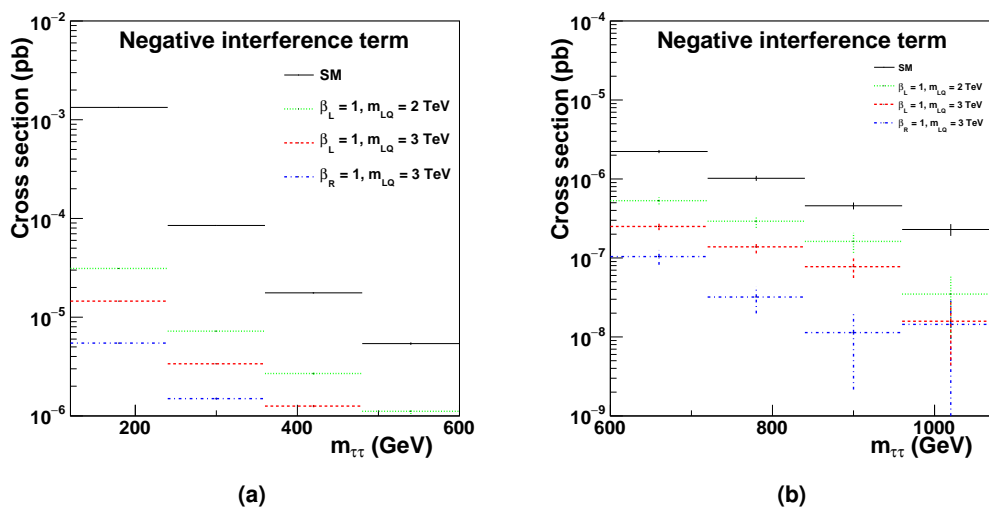 Negative interference term
SM
β_L = 1, m_LQ = 2 TeV
β_L = 1, m_LQ = 3 TeV
β_R = 1, m_LQ = 3 TeV
Cross section (pb)
10^−2
10^−3
10^−4
10^−5
10^−6
200 400 600
m_ττ (GeV)
(a)
Negative interference term
SM
β_L = 1, m_LQ = 2 TeV
β_L = 1, m_LQ = 3 TeV
β_R = 1, m_LQ = 3 TeV
Cross section (pb)
10^−4
10^−5
10^−6
10^−7
10^−8
10^−9
600 800 1000
m_ττ (GeV)
(b)